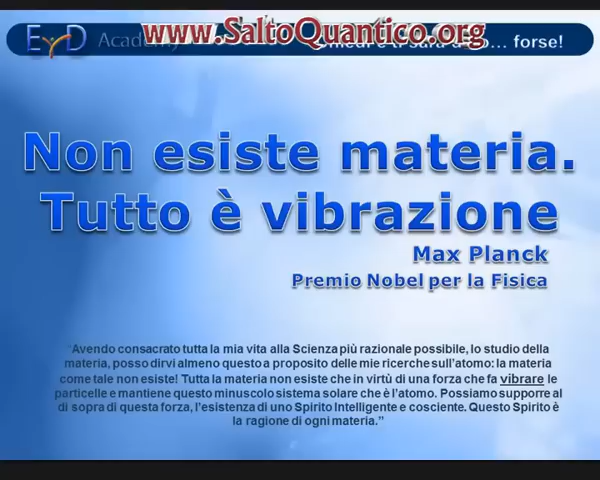 EyD Academy
www.SaltoQuantico.org
forse!
Non esiste materia.
Tutto è vibrazione
Max Planck
Premio Nobel per la Fisica
“Avendo consacrato tutta la mia vita alla Scienza più razionale possibile, lo studio della
materia, posso dirvi almeno questo a proposito delle mie ricerche sull’atomo: la materia
come tale non esiste! Tutta la materia non esiste che in virtù di una forza che fa vibrare le
particelle e mantiene questo minuscolo sistema solare che è l’atomo. Possiamo supporre al
di sopra di questa forza, l’esistenza di uno Spirito Intelligente e cosciente. Questo Spirito è
la ragione di ogni materia.”